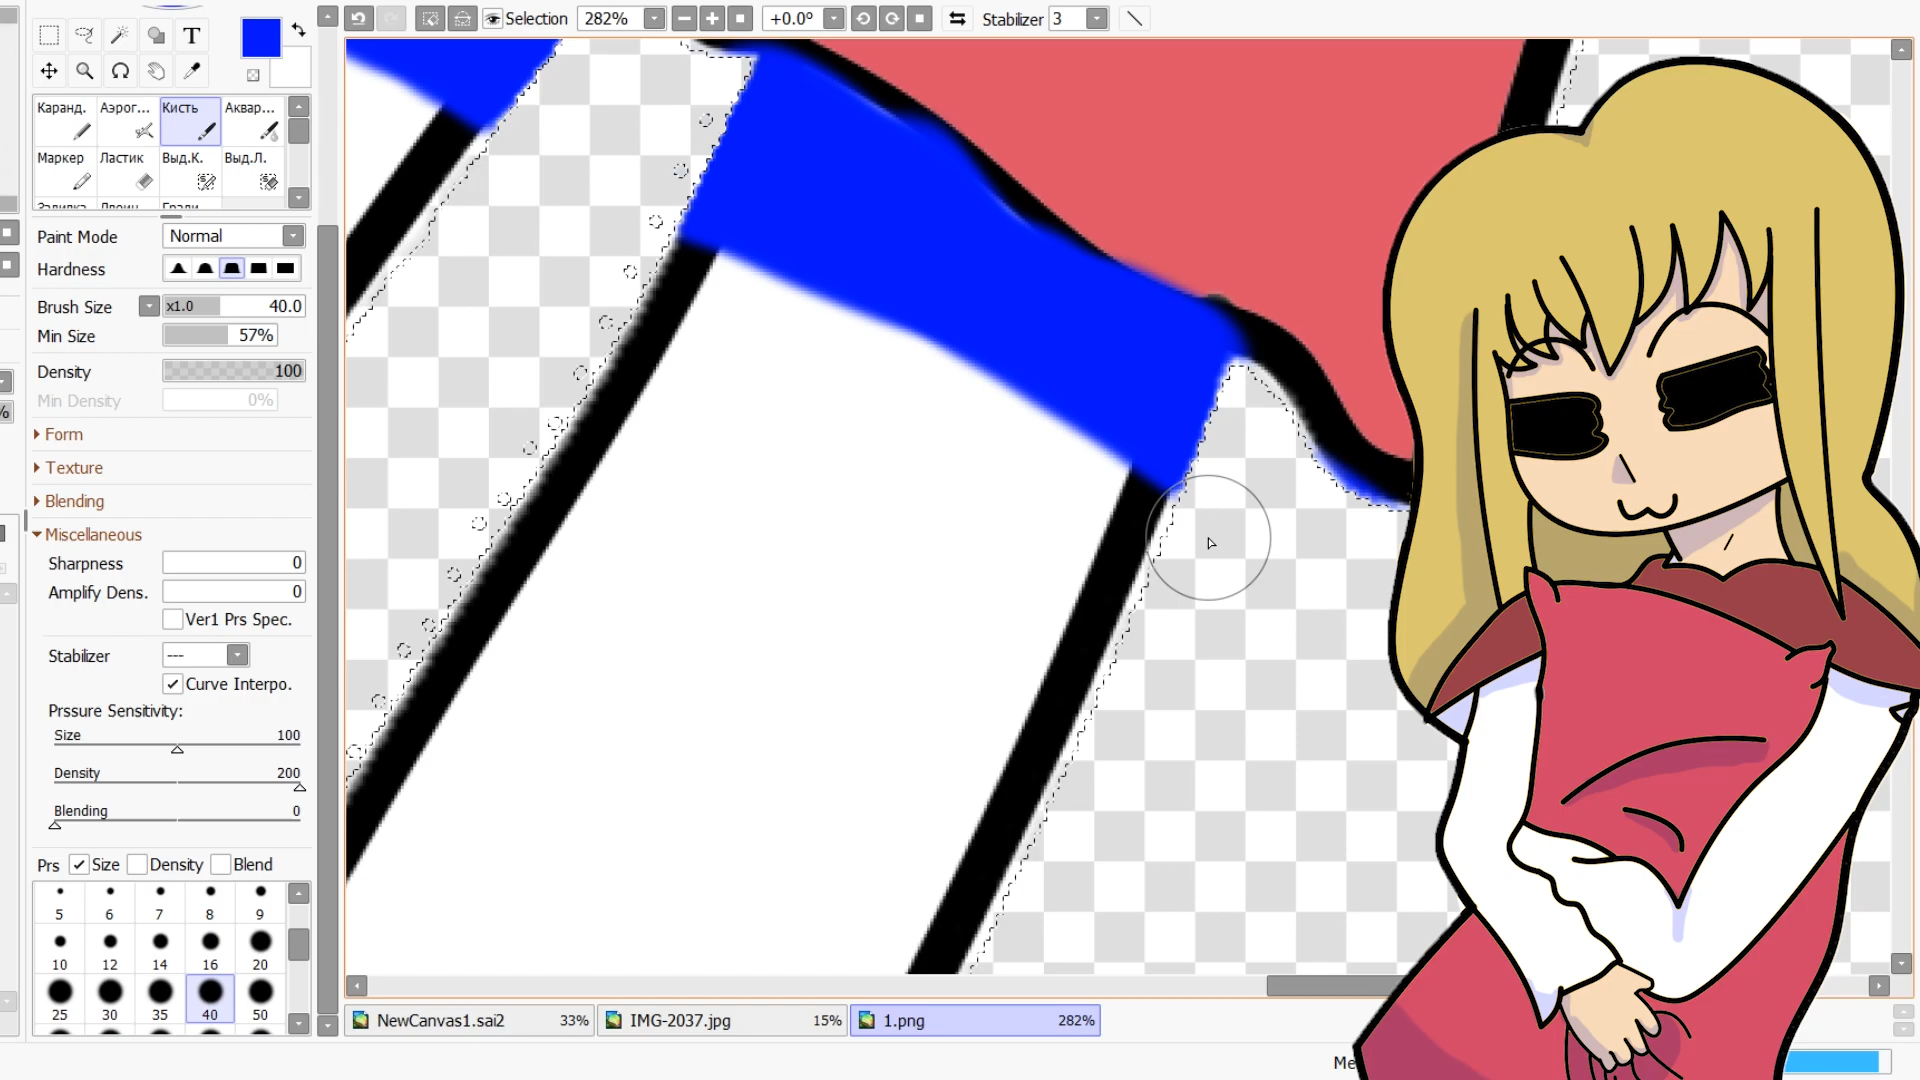 Selection 282% +0.0° Stabilizer 3
T
Каранд. Аэрог... Кисть Аквар...
Маркер Ластик Выд.К. Выд.Л.
Paint Mode Normal
Hardness
Brush Size x1.0 40.0
Min Size 57%
Density 100
Min Density 0%
Form
Texture
Blending
Miscellaneous
Sharpness 0
Amplify Dens. 0
Ver1 Prs Spec.
Stabilizer ---
Curve Interpo.
Prssure Sensitivity:
Size 100
Density 200
Blending 0
Prs Size Density Blend
5 6 7 8 9
10 12 14 16 20
25 30 35 40 50
NewCanvas1.sai2 33% IMG-2037.jpg 15% 1.png 282%
%